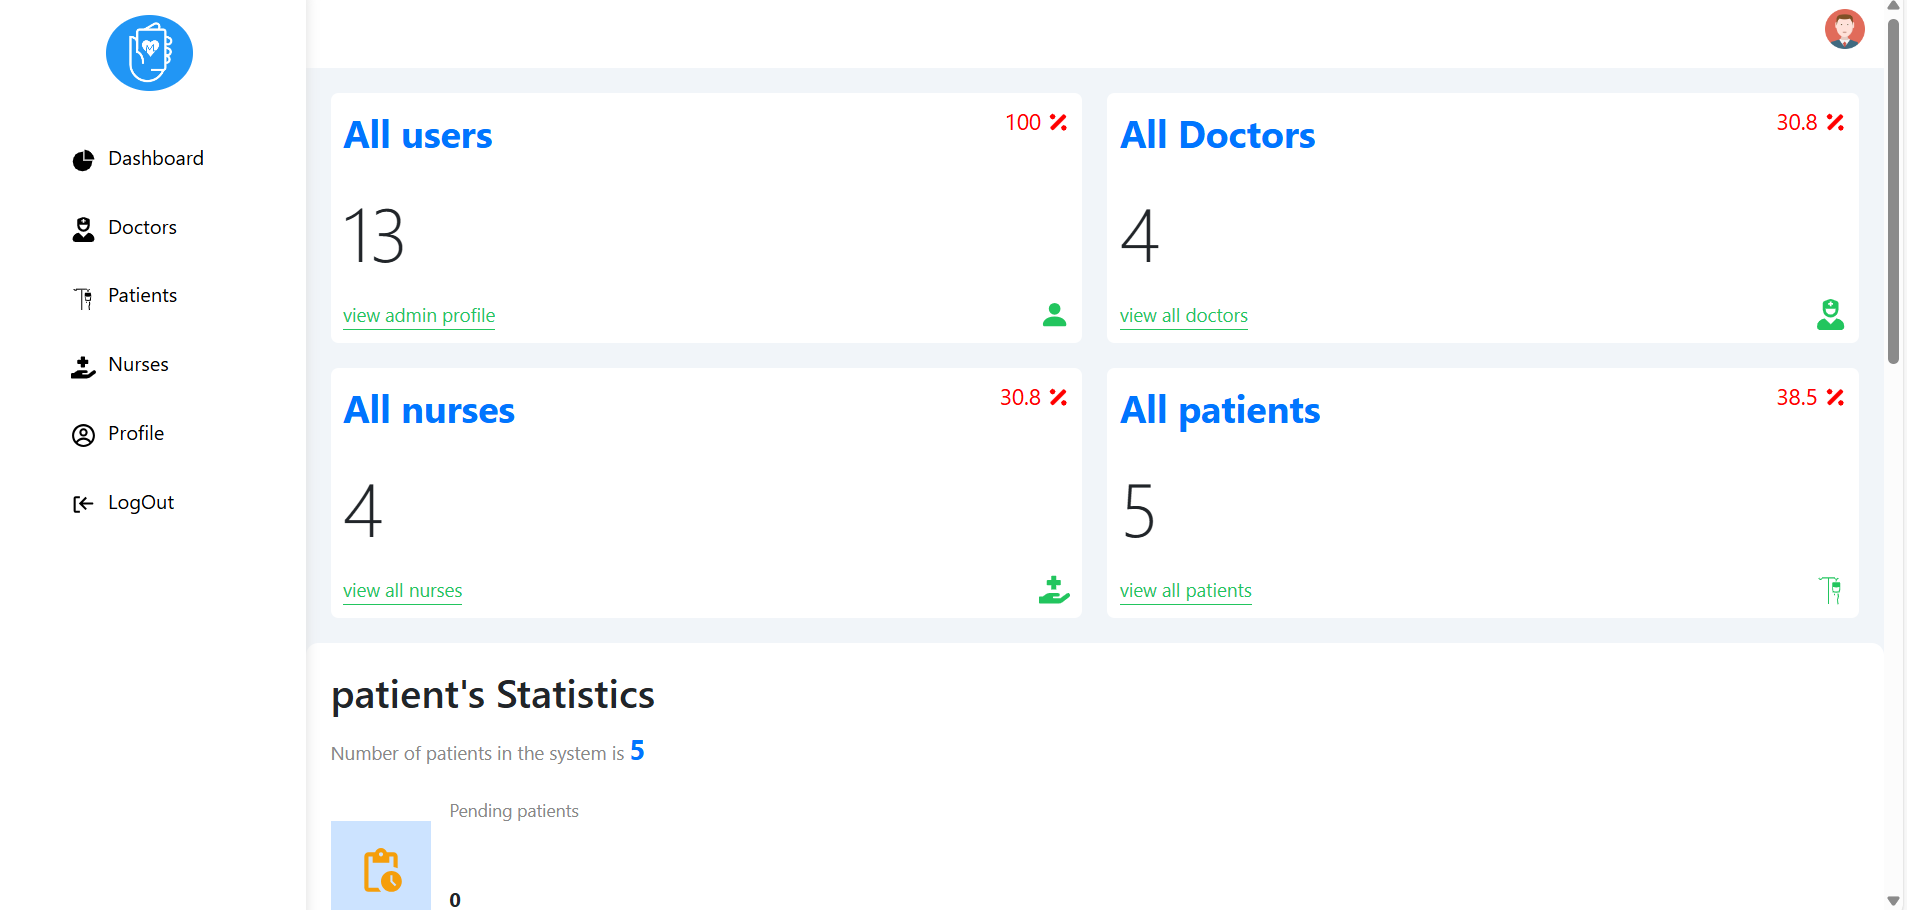 M
Dashboard
Doctors
Patients
Nurses
Profile
LogOut
All users
100 %
13
view admin profile
All Doctors
30.8 %
4
view all doctors
All nurses
30.8 %
4
view all nurses
All patients
38.5 %
5
view all patients
patient's Statistics
Number of patients in the system is 5
Pending patients
0